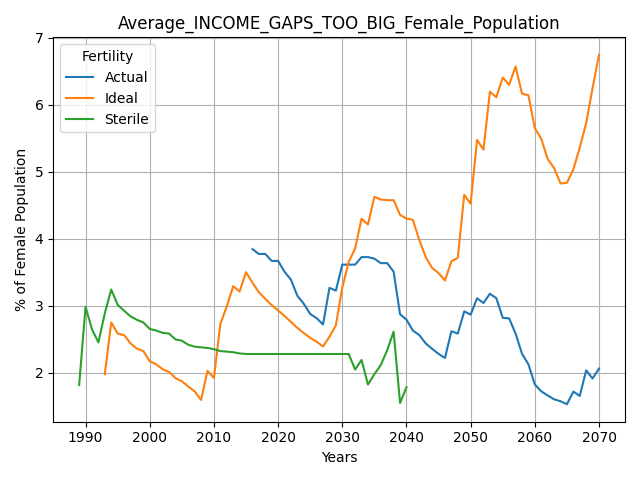 Average_INCOME_GAPS_TOO_BIG_Female_Population
Fertility
Actual
Ideal
Sterile
% of Female Population
7
6
5
4
3
2
1990 2000 2010 2020 2030 2040 2050 2060 2070
Years